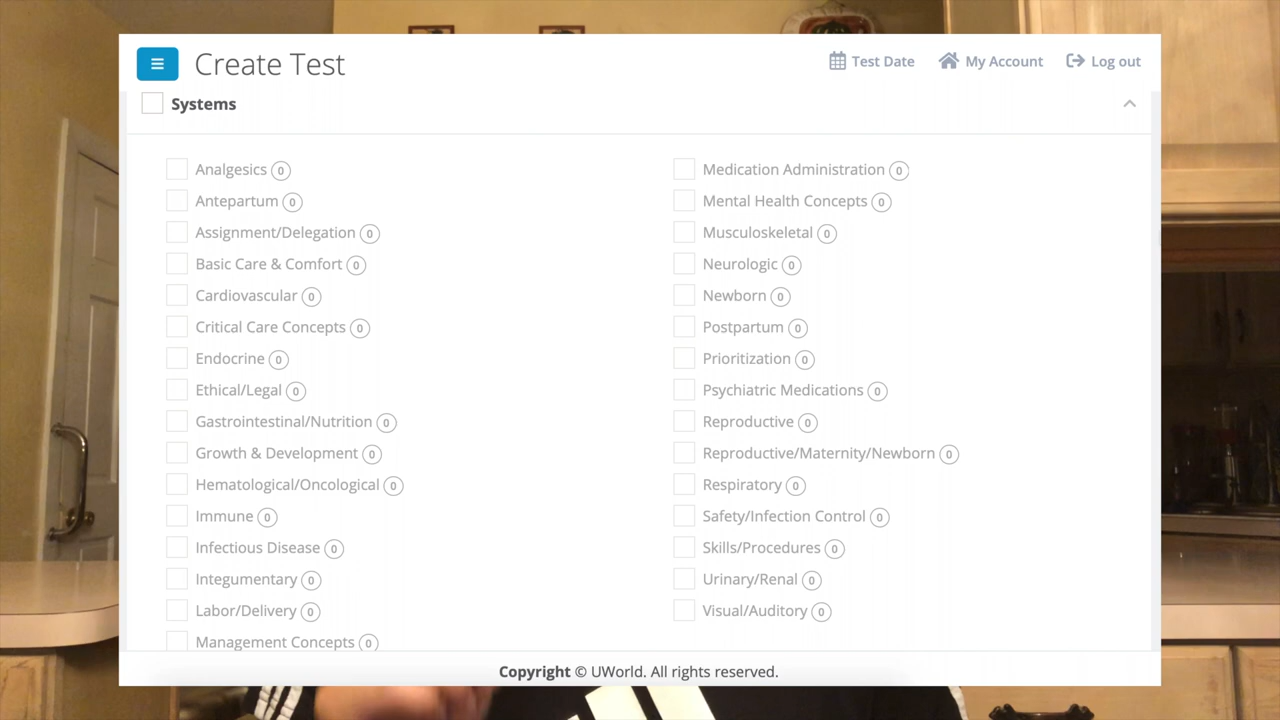 Create Test
Test Date
My Account
Log out
Systems
Analgesics 0
Antepartum 0
Assignment/Delegation 0
Basic Care & Comfort 0
Cardiovascular 0
Critical Care Concepts 0
Endocrine 0
Ethical/Legal 0
Gastrointestinal/Nutrition 0
Growth & Development 0
Hematological/Oncological 0
Immune 0
Infectious Disease 0
Integumentary 0
Labor/Delivery 0
Management Concepts 0
Medication Administration 0
Mental Health Concepts 0
Musculoskeletal 0
Neurologic 0
Newborn 0
Postpartum 0
Prioritization 0
Psychiatric Medications 0
Reproductive 0
Reproductive/Maternity/Newborn 0
Respiratory 0
Safety/Infection Control 0
Skills/Procedures 0
Urinary/Renal 0
Visual/Auditory 0
Copyright © UWorld. All rights reserved.